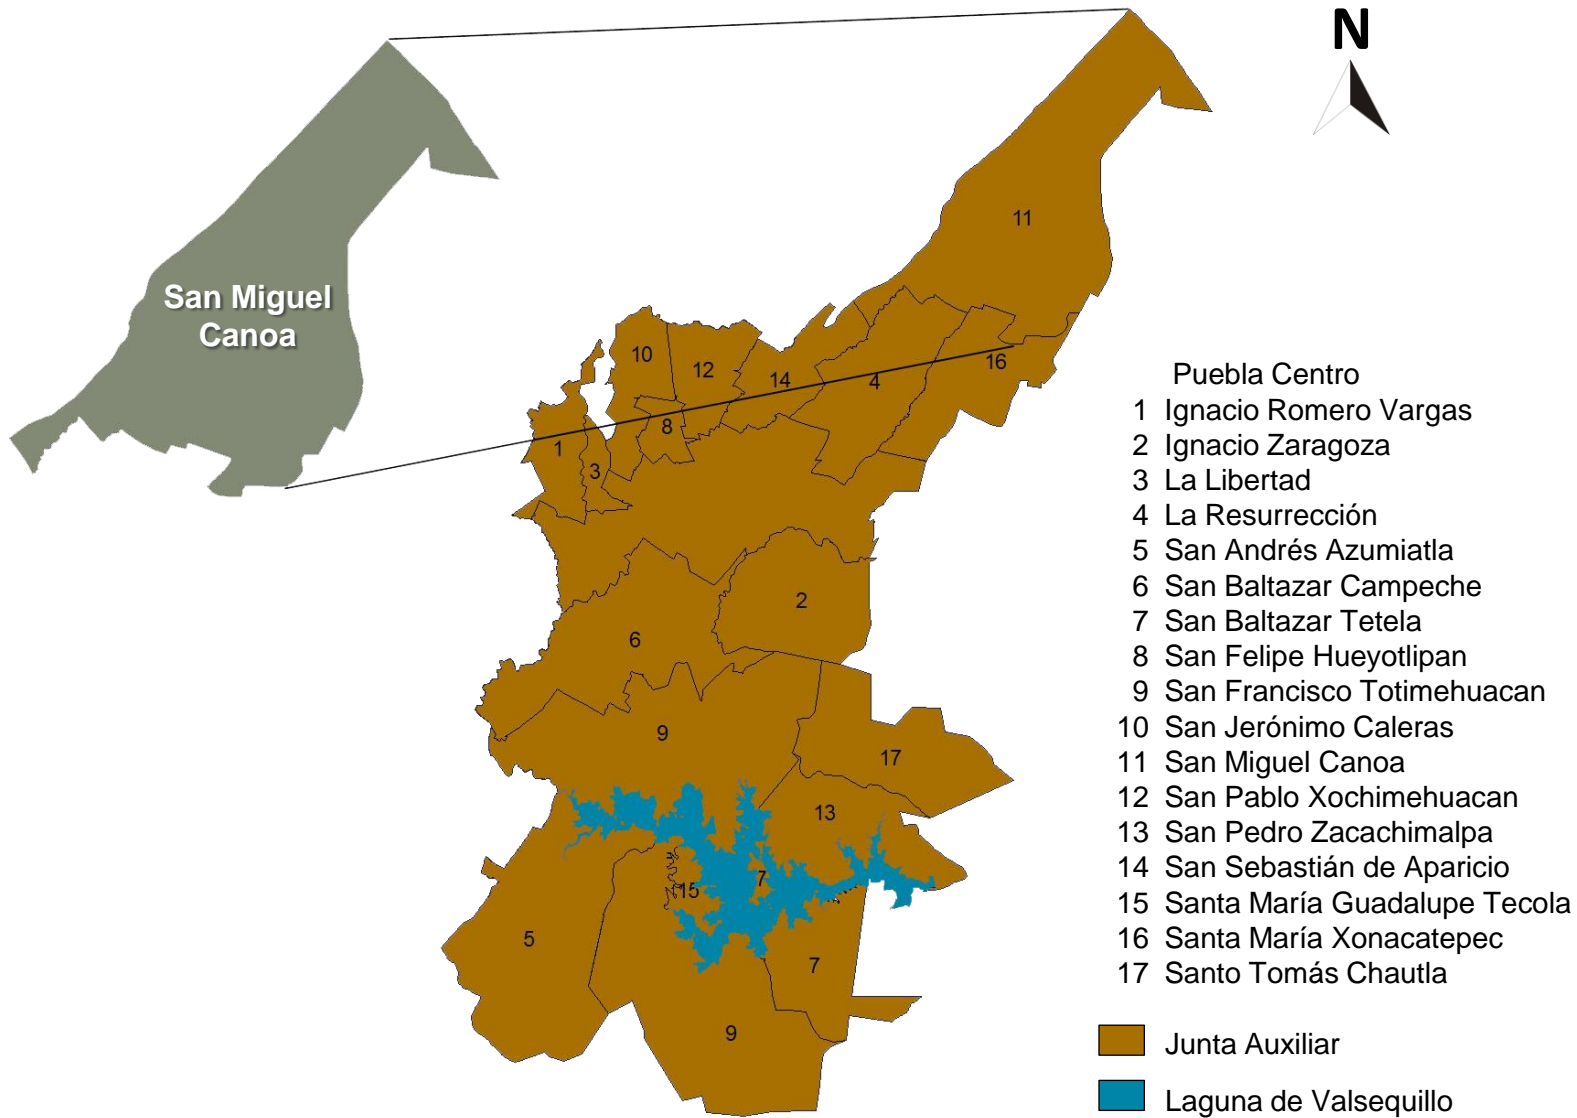 N
San Miguel
Canoa
11
10
12
14
4
16
8
1
3
2
6
9
17
13
15
7
5
7
9
Puebla Centro
1 Ignacio Romero Vargas
2 Ignacio Zaragoza
3 La Libertad
4 La Resurrección
5 San Andrés Azumiatla
6 San Baltazar Campeche
7 San Baltazar Tetela
8 San Felipe Hueyotlipan
9 San Francisco Totimehuacan
10 San Jerónimo Caleras
11 San Miguel Canoa
12 San Pablo Xochimehuacan
13 San Pedro Zacachimalpa
14 San Sebastián de Aparicio
15 Santa María Guadalupe Tecola
16 Santa María Xonacatepec
17 Santo Tomás Chautla
Junta Auxiliar
Laguna de Valsequillo